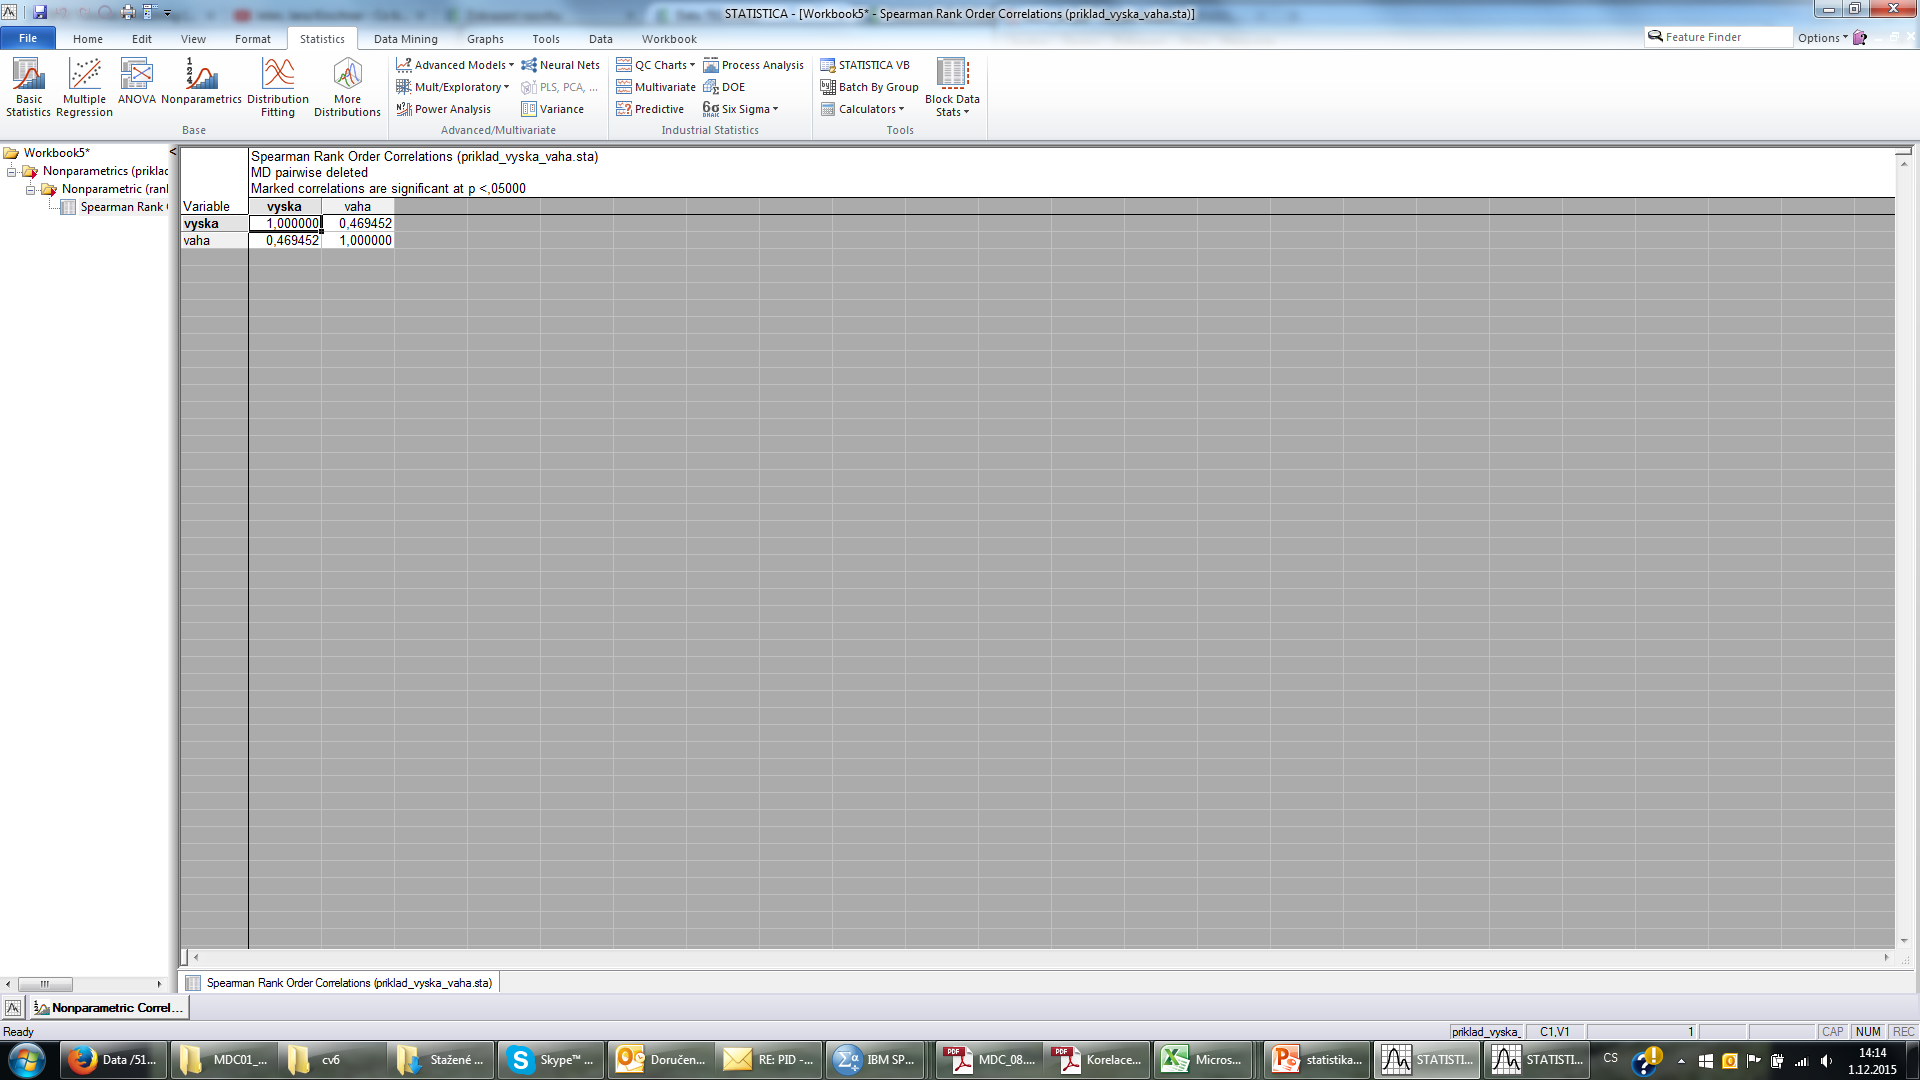 STATISTICA - [Workbook5* - Spearman Rank Order Correlations (priklad_vyska_vaha.sta)]
File Home Edit View Format Statistics Data Mining Graphs Tools Data Workbook
Feature Finder
Options
Basic Statistics
Multiple Regression
ANOVA
Nonparametrics
Distribution Fitting
More Distributions
Base
Advanced Models
Neural Nets
Mult/Exploratory
PLS, PCA, ...
Power Analysis
Variance
Advanced/Multivariate
QC Charts
Process Analysis
Multivariate
DOE
Predictive
Six Sigma
Industrial Statistics
STATISTICA VB
Batch By Group
Calculators
Block Data Stats
Tools
Workbook5*
Nonparametrics (priklac
Nonparametric (ranl
Spearman Rank
Spearman Rank Order Correlations (priklad_vyska_vaha.sta)
MD pairwise deleted
Marked correlations are significant at p <,05000
Variable vyska vaha
vyska 1,000000 0,469452
vaha 0,469452 1,000000
Spearman Rank Order Correlations (priklad_vyska_vaha.sta)
Nonparametric Correl...
Ready
priklad_vyska_ C1,V1 1 CAP NUM REC
Data /51...
MDC01_...
cv6
Stažené ...
Skype™ ...
Doručen...
RE: PID -...
IBM SP...
MDC_08....
Korelace...
Micros...
statistika...
STATISTI...
STATISTI...
CS
14:14
1.12.2015